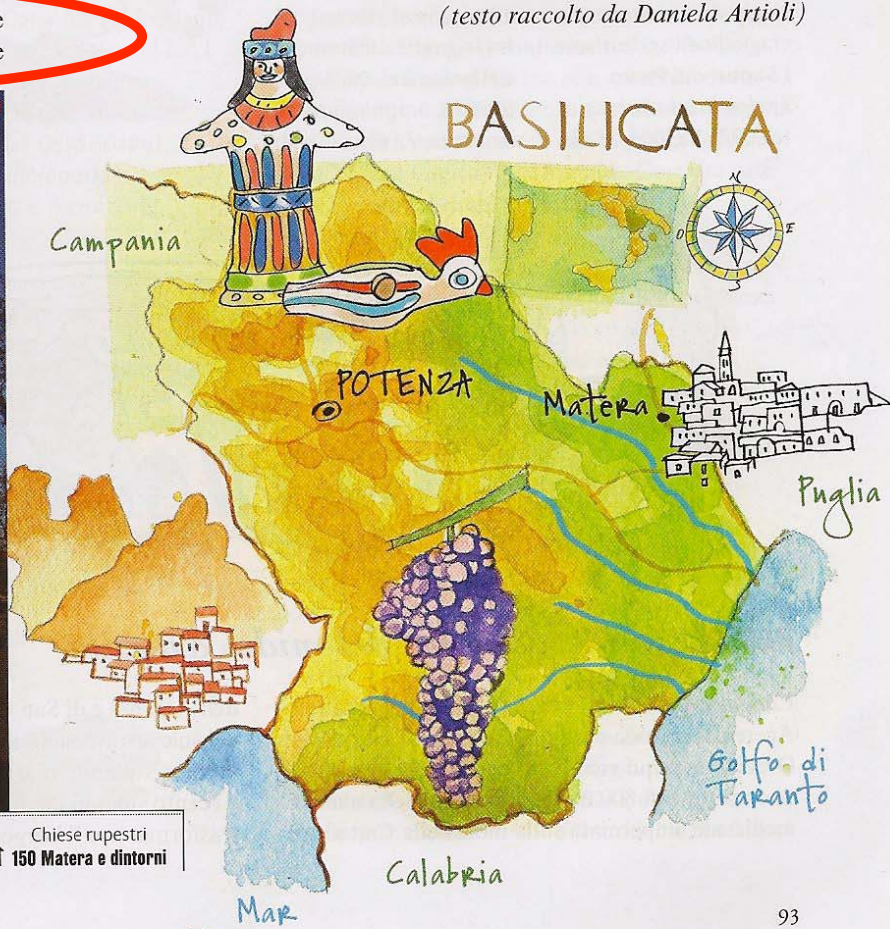 e
e
(testo raccolto da Daniela Artioli)
BASILICATA
N
O
E
S
Campania
POTENZA
Matera
Puglia
Golfo di
Taranto
Chiese rupestri
150 Matera e dintorni
Calabria
Mar
93